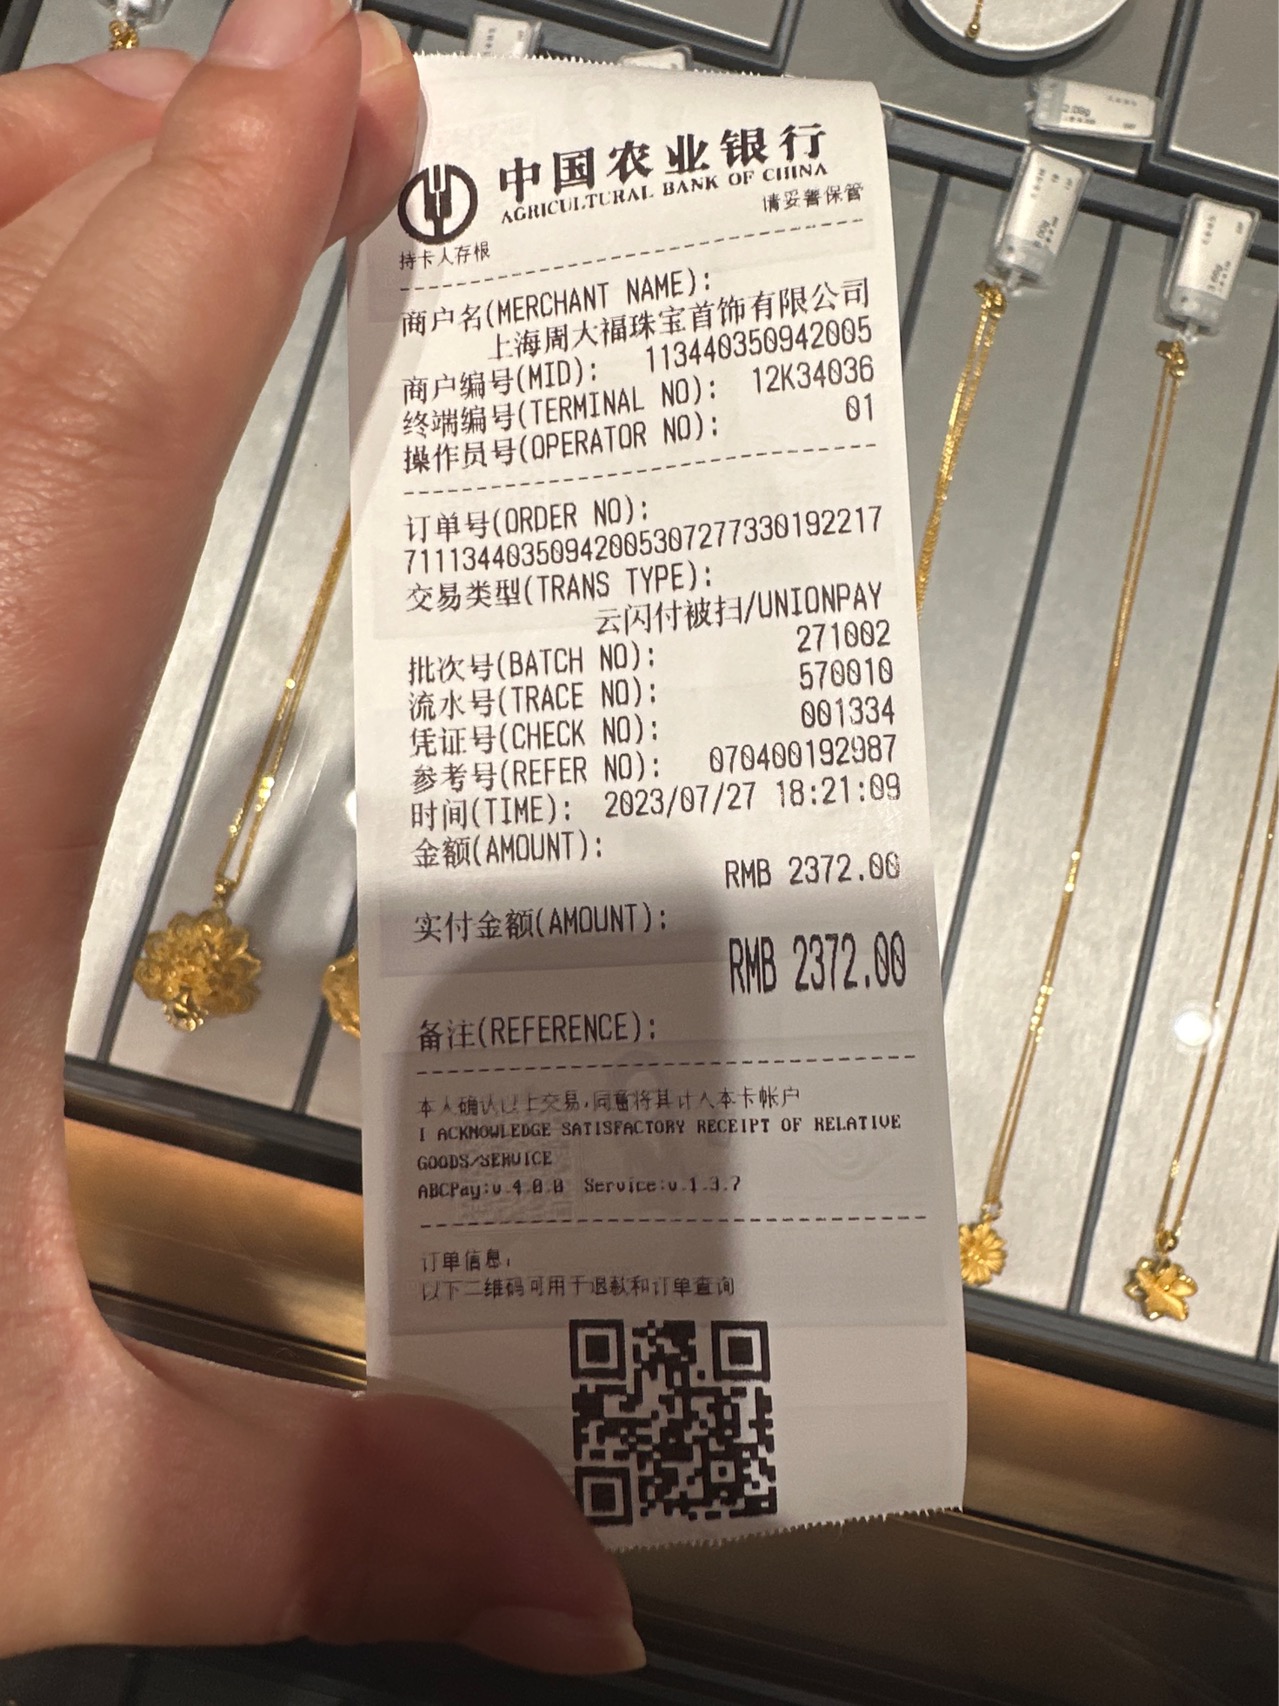 中国农业银行
AGRICULTURAL BANK OF CHINA
请妥善保管
持卡人存根
商户名(MERCHANT NAME):
上海周大福珠宝首饰有限公司
商户编号(MID): 113440350942005
终端编号(TERMINAL NO): 12K34036
操作员号(OPERATOR NO): 01
订单号(ORDER NO):
71113440350942005307277330192217
交易类型(TRANS TYPE):
云闪付被扫/UNIONPAY
批次号(BATCH NO): 271002
流水号(TRACE NO): 570010
凭证号(CHECK NO): 001334
参考号(REFER NO): 070400192987
时间(TIME): 2023/07/27 18:21:09
金额(AMOUNT):
RMB 2372.00
实付金额(AMOUNT):
RMB 2372.00
备注(REFERENCE):
本人确认以上交易,同意将其计入本卡帐户
I ACKNOWLEDGE SATISFACTORY RECEIPT OF RELATIVE
GOODS/SERVICE
ABCPay:v.4.0.0 Service:v.1.3.7
订单信息:
以下二维码可用于退款和订单查询